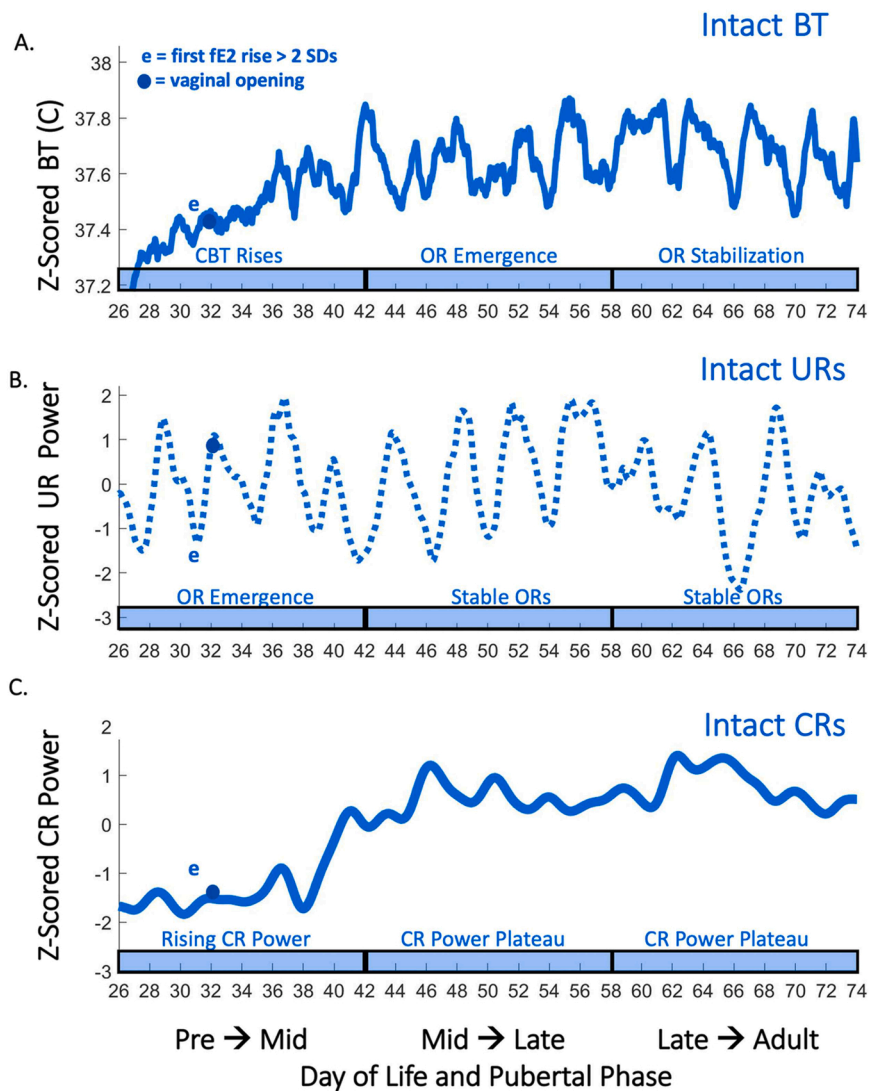 A.
Intact BT
e = first fE2 rise > 2 SDs
= vaginal opening
Z-Scored BT (C)
38
37.8
37.6
37.4
37.2
e
CBT Rises
OR Emergence
OR Stabilization
26 28 30 32 34 36 38 40 42 44 46 48 50 52 54 56 58 60 62 64 66 68 70 72 74
B.
Intact URs
Z-Scored UR Power
2
1
0
-1
-2
-3
e
OR Emergence
Stable ORs
Stable ORs
26 28 30 32 34 36 38 40 42 44 46 48 50 52 54 56 58 60 62 64 66 68 70 72 74
C.
Intact CRs
Z-Scored CR Power
2
1
0
-1
-2
-3
e
Rising CR Power
CR Power Plateau
CR Power Plateau
26 28 30 32 34 36 38 40 42 44 46 48 50 52 54 56 58 60 62 64 66 68 70 72 74
Pre → Mid
Mid → Late
Late → Adult
Day of Life and Pubertal Phase